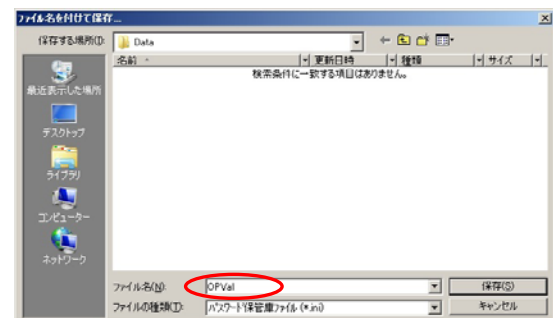 ファイル名を付けて保存...
保存する場所(I):
Data
名前
更新日時
種類
サイズ
検索条件に一致する項目はありません。
最近表示した場所
デスクトップ
ライブラリ
コンピューター
ネットワーク
ファイル名(N):
OPVal
保存(S)
ファイルの種類(T):
パスワード保管庫ファイル (*.ini)
キャンセル